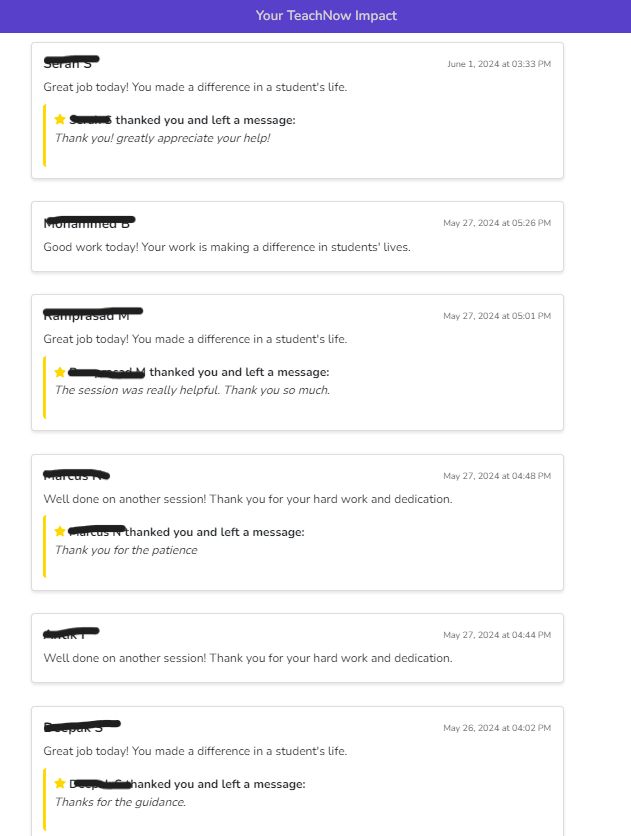 Your TeachNow Impact
June 1, 2024 at 03:33 PM
Great job today! You made a difference in a student's life.
thanked you and left a message:
Thank you! greatly appreciate your help!
May 27, 2024 at 05:26 PM
Good work today! Your work is making a difference in students' lives.
May 27, 2024 at 05:01 PM
Great job today! You made a difference in a student's life.
thanked you and left a message:
The session was really helpful. Thank you so much.
May 27, 2024 at 04:48 PM
Well done on another session! Thank you for your hard work and dedication.
thanked you and left a message:
Thank you for the patience
May 27, 2024 at 04:44 PM
Well done on another session! Thank you for your hard work and dedication.
May 26, 2024 at 04:02 PM
Great job today! You made a difference in a student's life.
thanked you and left a message:
Thanks for the guidance.